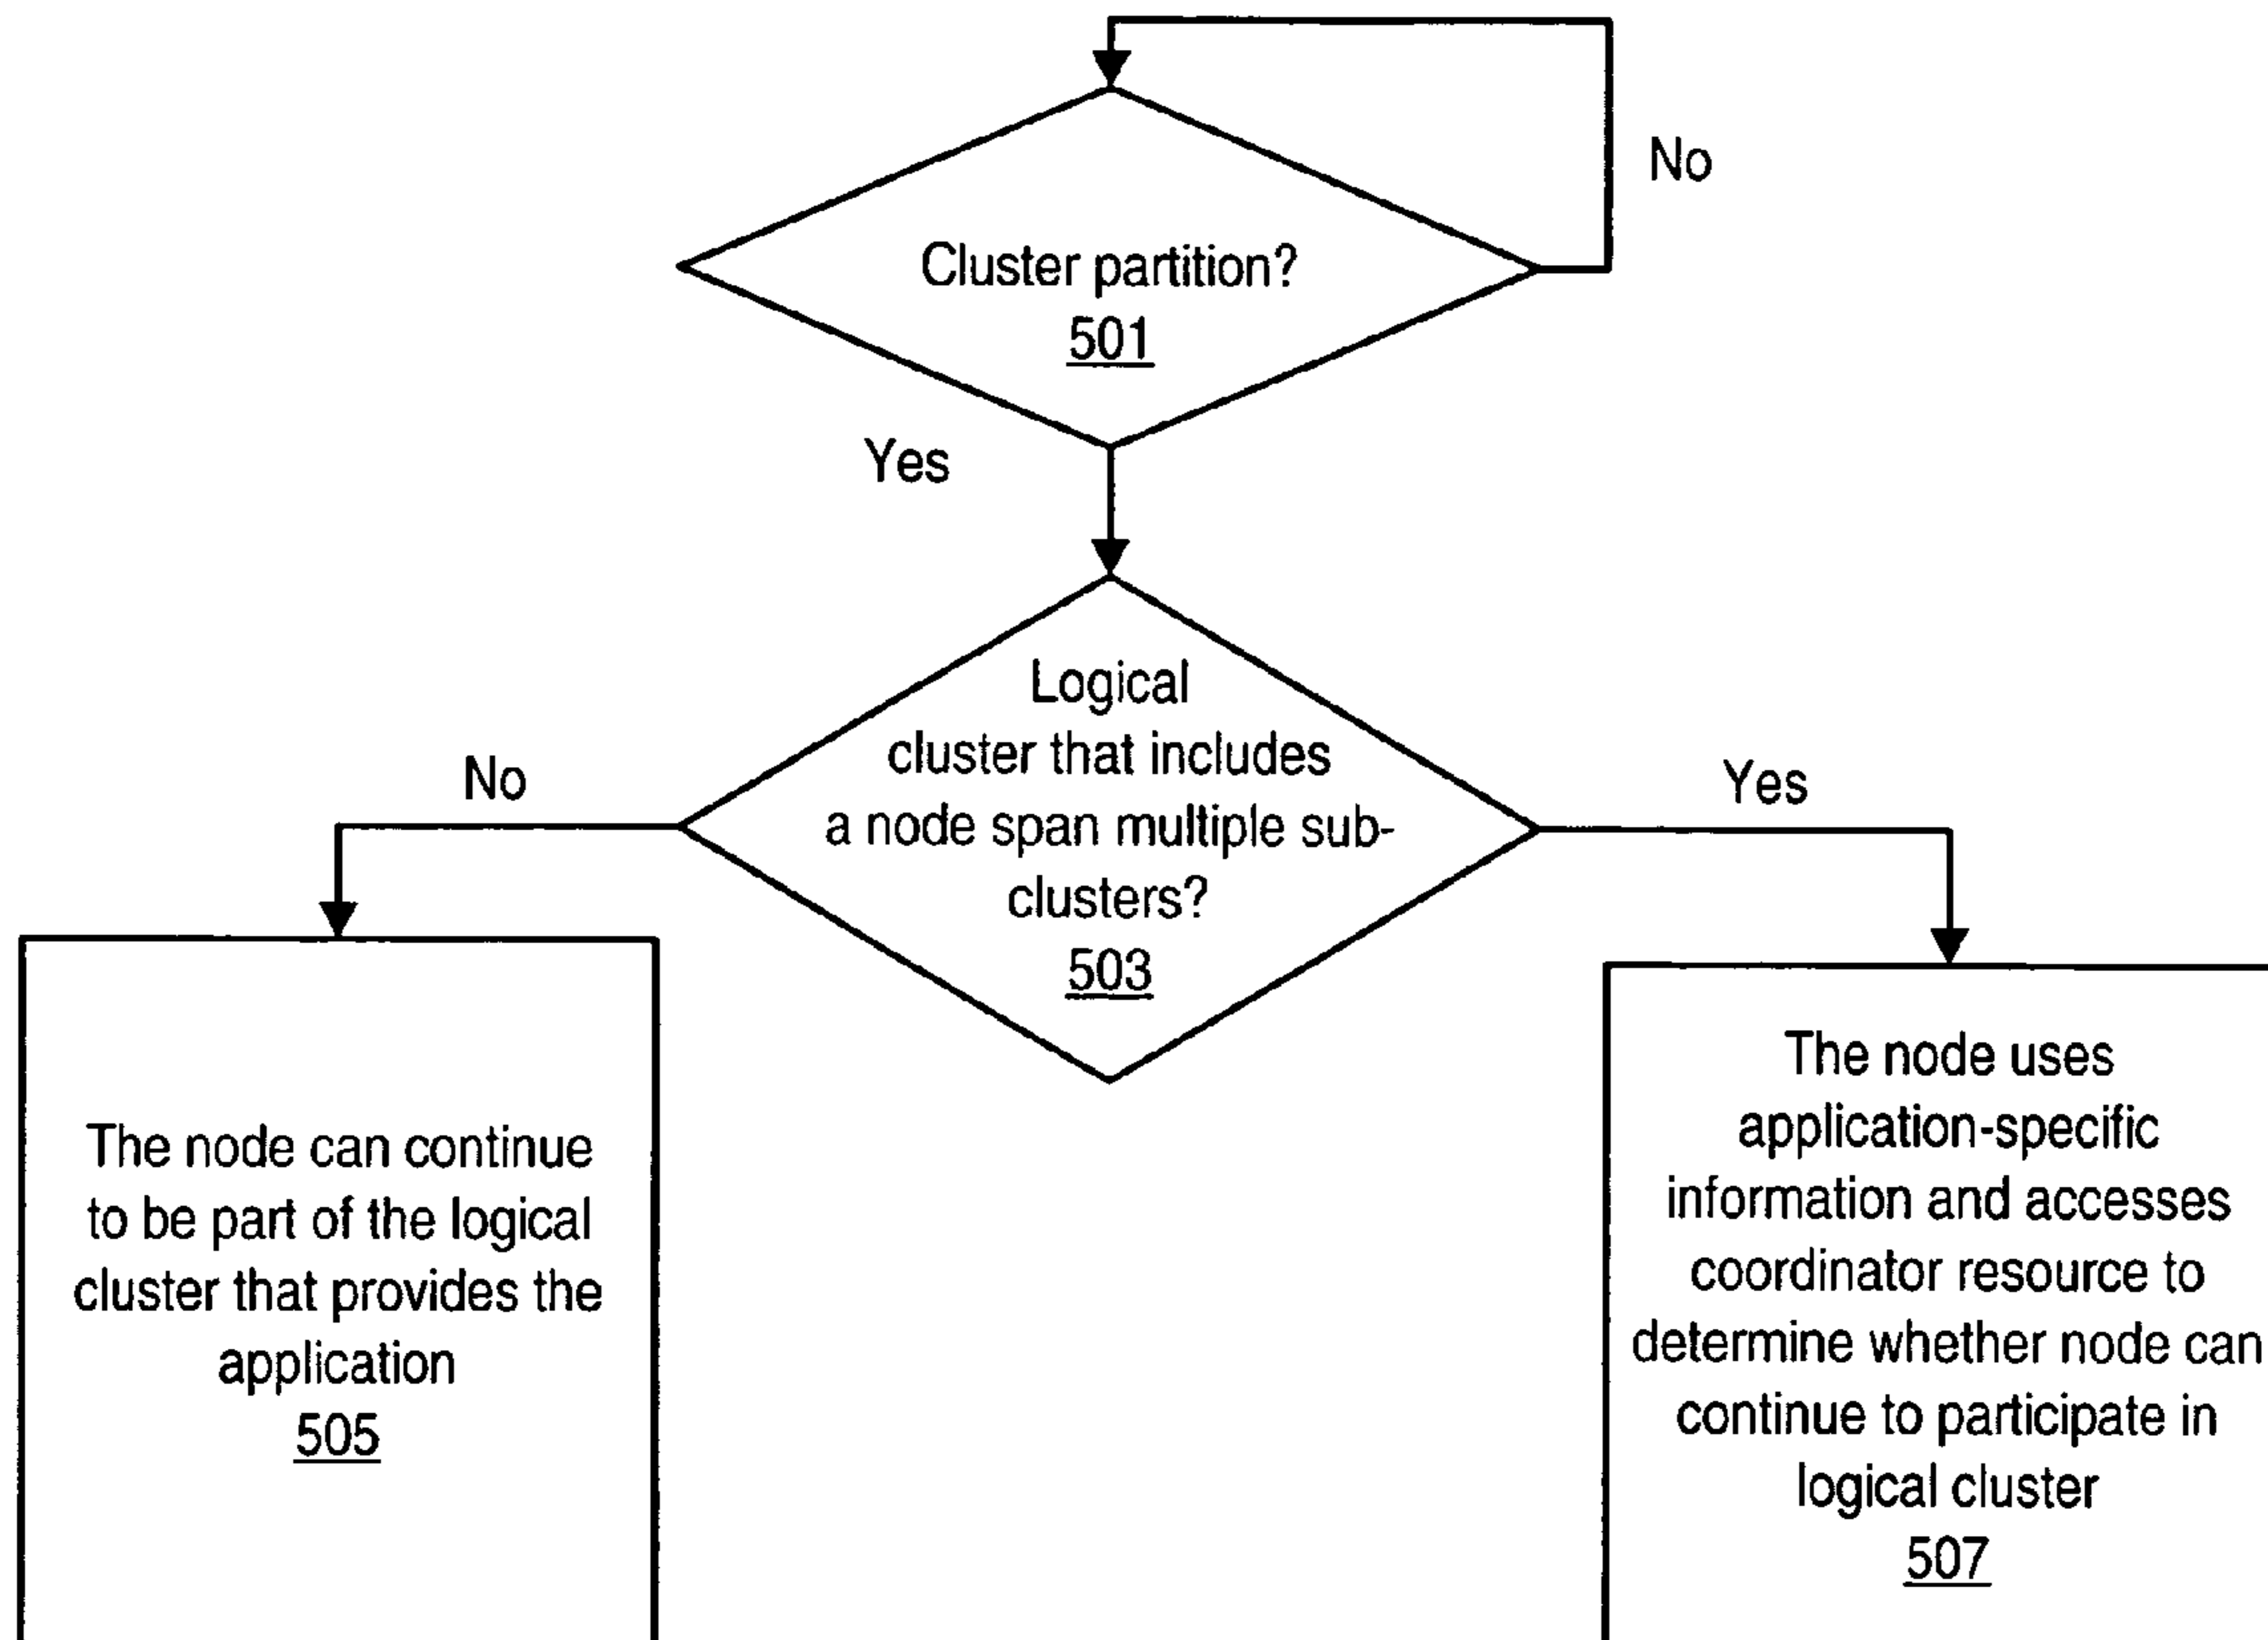 No
Cluster partition?
501
Yes
Logical
cluster that includes
a node span multiple sub-
clusters?
503
No
Yes
The node can continue
to be part of the logical
cluster that provides the
application
505
The node uses
application-specific
information and accesses
coordinator resource to
determine whether node can
continue to participate in
logical cluster
507